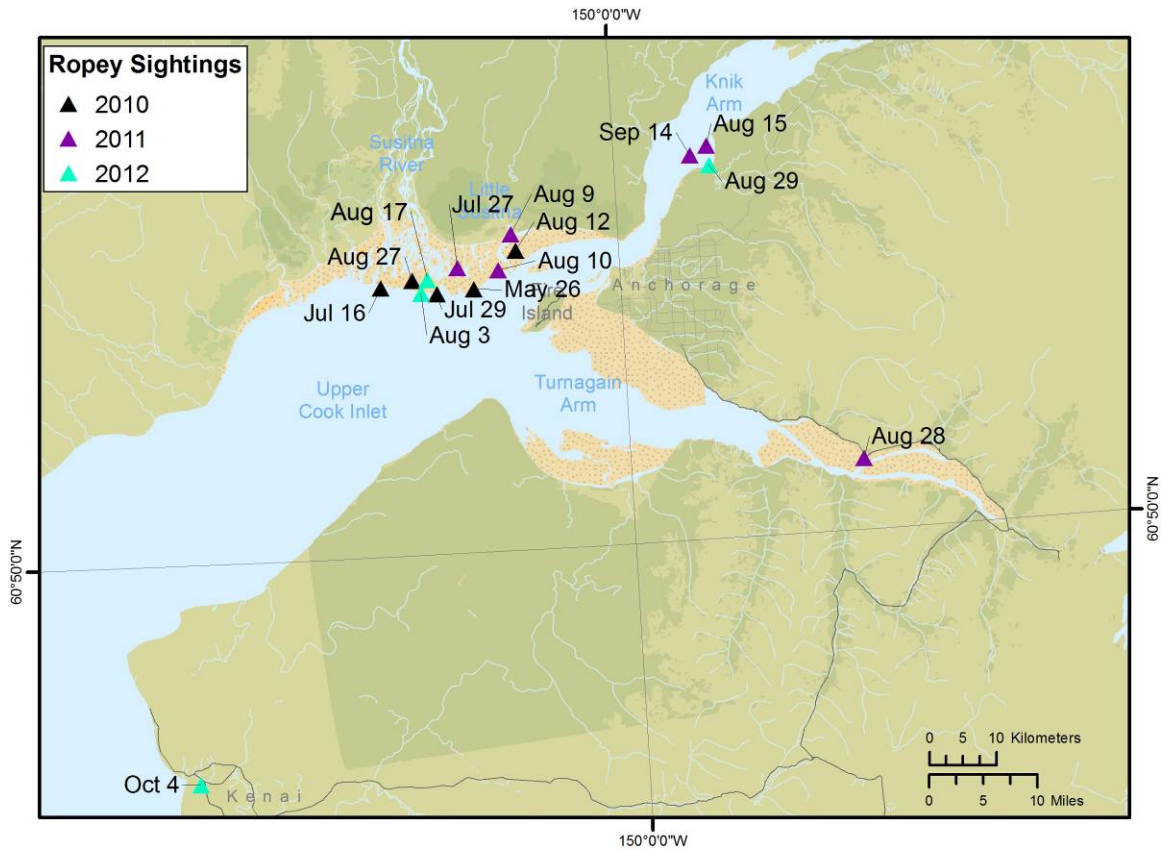 150°0'0"W
Ropey Sightings
2010
2011
2012
Knik
Arm
Sep 14
Aug 15
Aug 29
Susitna
River
Little
Susitna
Aug 17
Jul 27
Aug 9
Aug 12
Aug 27
Aug 10
Anchorage
May 26
Fire
Island
Jul 16
Jul 29
Aug 3
Upper
Cook Inlet
Turnagain
Arm
Aug 28
60°50'0"N
60°50'0"N
0 5 10 Kilometers
0 5 10 Miles
Oct 4
Kenai
150°0'0"W